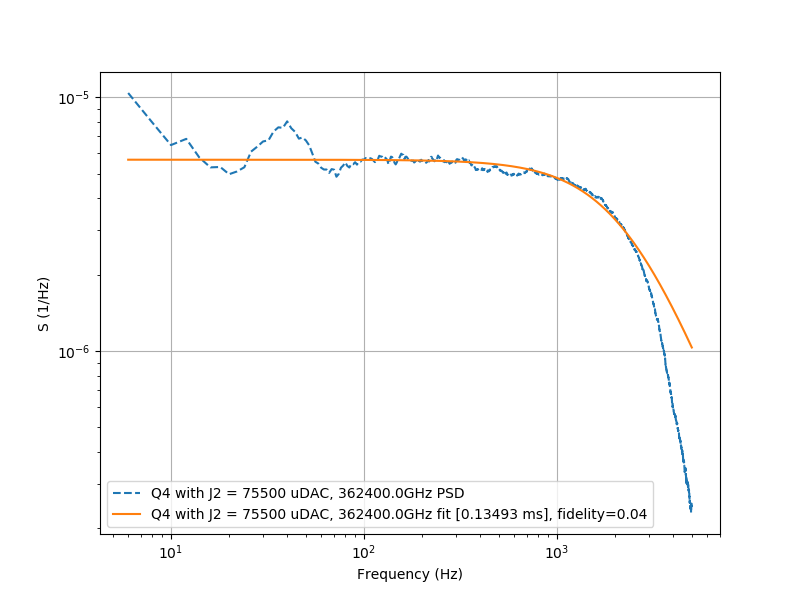 10⁻⁵
10⁻⁶
S (1/Hz)
Q4 with J2 = 75500 uDAC, 362400.0GHz PSD
Q4 with J2 = 75500 uDAC, 362400.0GHz fit [0.13493 ms], fidelity=0.04
10¹ 10² 10³
Frequency (Hz)